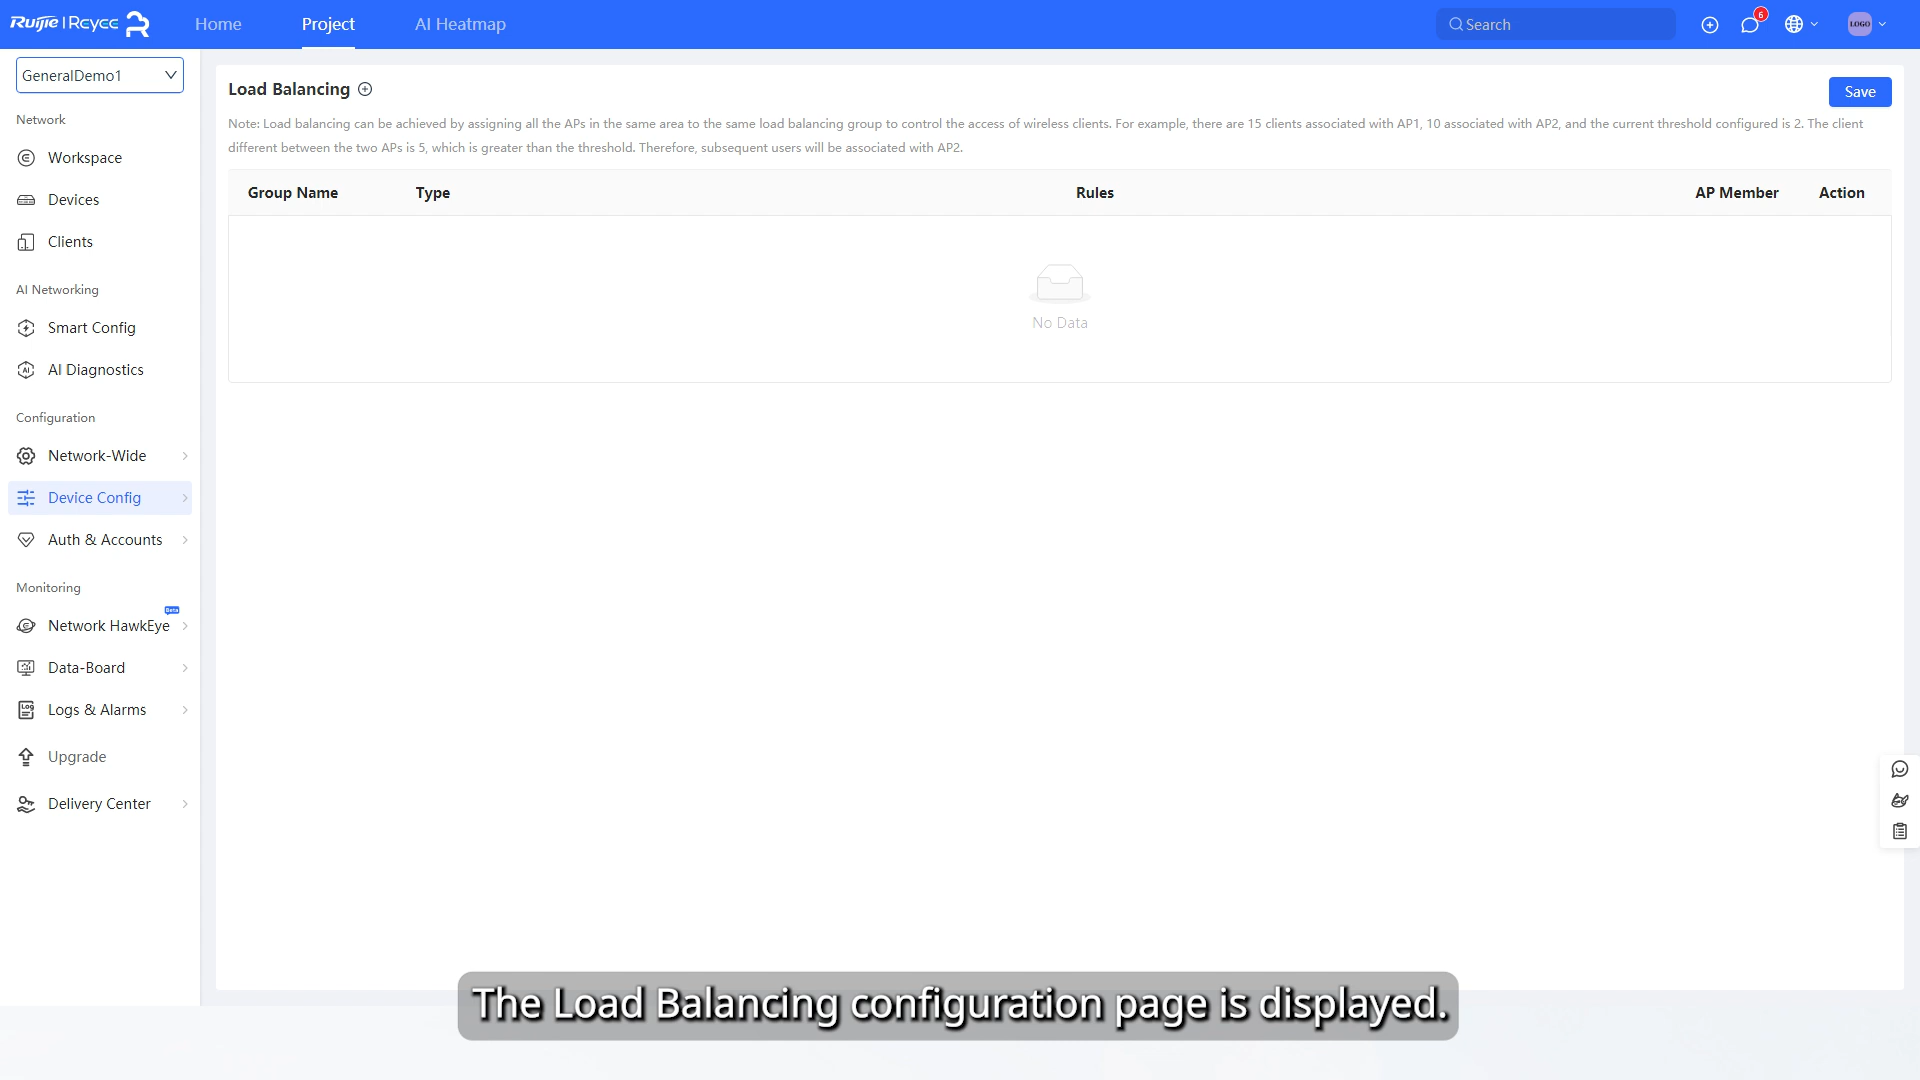 Ruijie | Reyee
Home
Project
AI Heatmap
Search
6
LOGO
GeneralDemo1
Network
Workspace
Devices
Clients
AI Networking
Smart Config
AI Diagnostics
Configuration
Network-Wide
Device Config
Auth & Accounts
Monitoring
Beta
Network HawkEye
Data-Board
Logs & Alarms
Upgrade
Delivery Center
Load Balancing
Save
Note: Load balancing can be achieved by assigning all the APs in the same area to the same load balancing group to control the access of wireless clients. For example, there are 15 clients associated with AP1, 10 associated with AP2, and the current threshold configured is 2. The client
different between the two APs is 5, which is greater than the threshold. Therefore, subsequent users will be associated with AP2.
Group Name
Type
Rules
AP Member
Action
No Data
The Load Balancing configuration page is displayed.